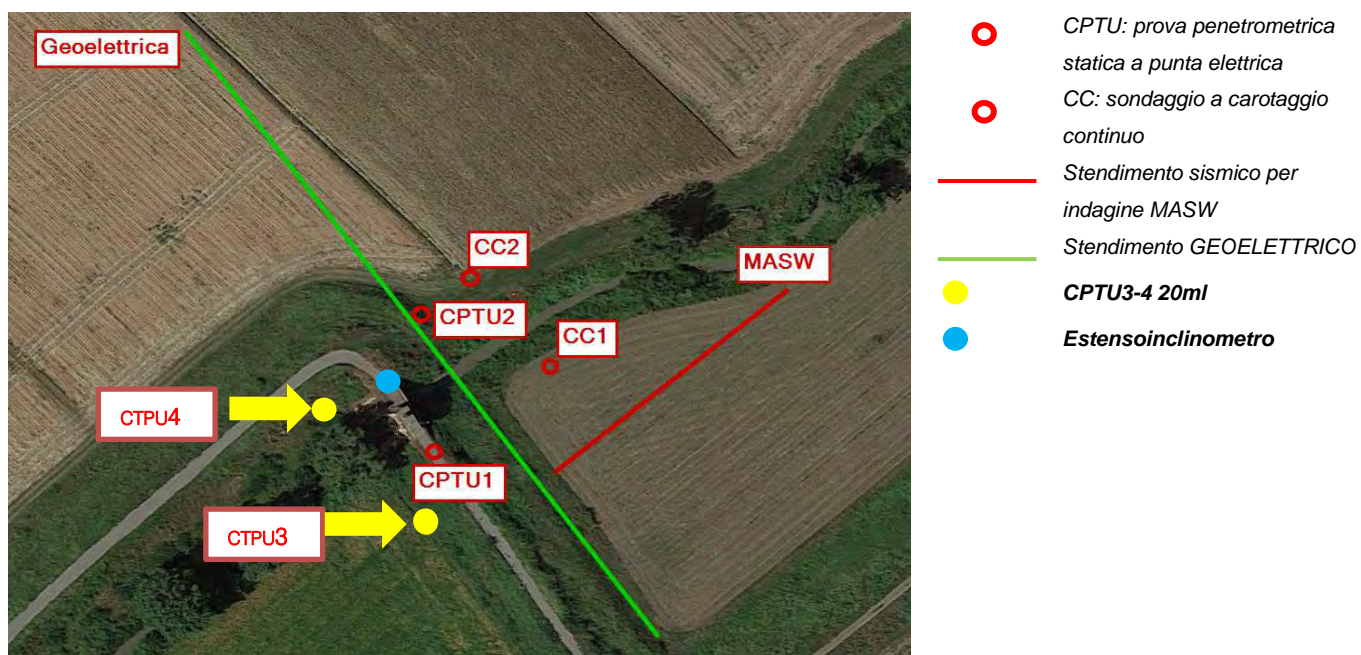 Geoelettrica
CC2
MASW
CPTU2
CC1
CTPU4
CPTU1
CTPU3
CPTU: prova penetrometrica
statica a punta elettrica
CC: sondaggio a carotaggio
continuo
Stendimento sismico per
indagine MASW
Stendimento GEOELETTRICO
CPTU3-4 20ml
Estensoinclinometro